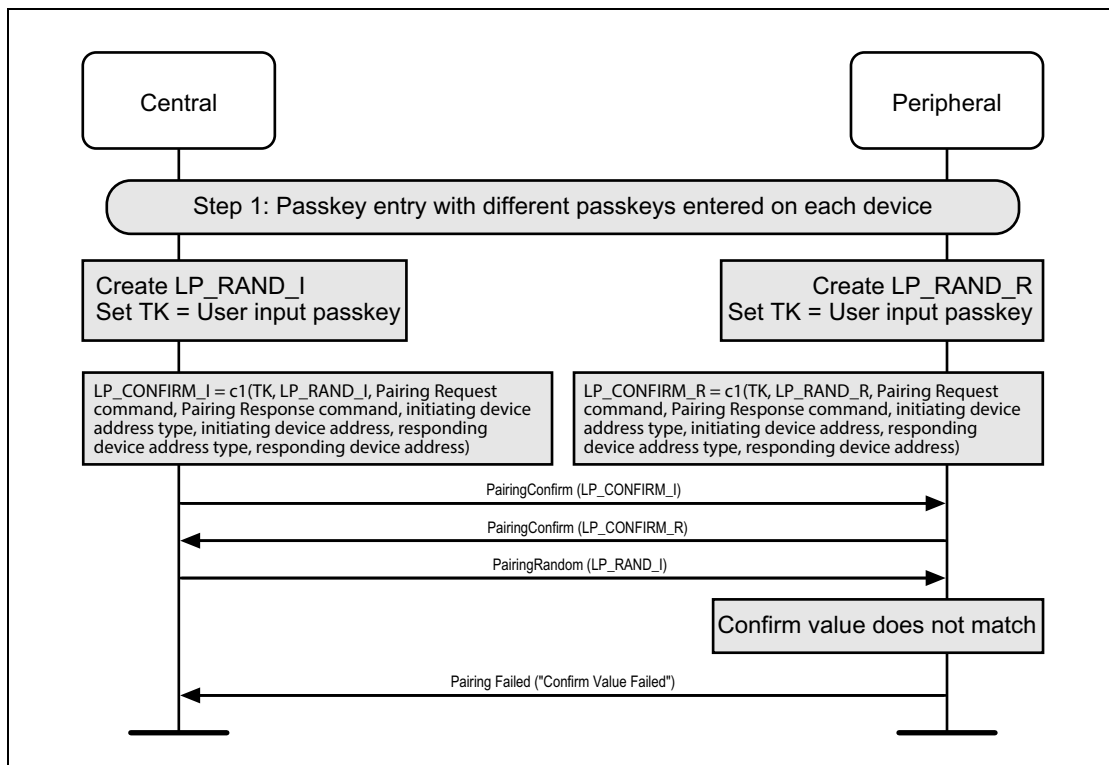 Central
Peripheral
Step 1: Passkey entry with different passkeys entered on each device
Create LP_RAND_I
Set TK = User input passkey
Create LP_RAND_R
Set TK = User input passkey
LP_CONFIRM_I = c1(TK, LP_RAND_I, Pairing Request
command, Pairing Response command, initiating device
address type, initiating device address, responding
device address type, responding device address)
LP_CONFIRM_R = c1(TK, LP_RAND_R, Pairing Request
command, Pairing Response command, initiating device
address type, initiating device address, responding
device address type, responding device address)
PairingConfirm (LP_CONFIRM_I)
PairingConfirm (LP_CONFIRM_R)
PairingRandom (LP_RAND_I)
Confirm value does not match
Pairing Failed ("Confirm Value Failed")